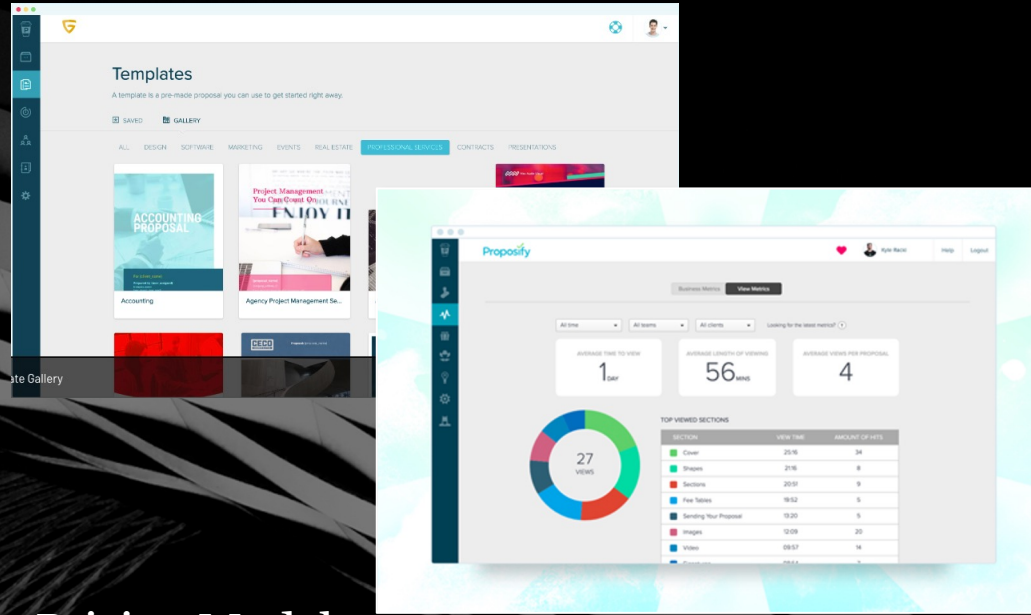 Templates
A template is a pre-made proposal you can use to get started right away.
SAVED GALLERY
ALL DESIGN SOFTWARE MARKETING EVENTS REAL ESTATE PROFESSIONAL SERVICES CONTRACTS PRESENTATIONS
ACCOUNTING
PROPOSAL
Project Management
You Can Count On
ENJOY IT
Accounting
Agency Project Management Se...
CECO
ate Gallery
Proposify
Kyle Racki Help Logout
Business Metrics View Metrics
All time All teams All clients Looking for the latest metrics? ?
AVERAGE TIME TO VIEW
1 DAY
AVERAGE LENGTH OF VIEWING
56 MINS
AVERAGE VIEWS PER PROPOSAL
4
27
VIEWS
TOP VIEWED SECTIONS
SECTION VIEW TIME AMOUNT OF HITS
Cover 25:16 34
Shapes 21:16 8
Sections 20:51 9
Fee Tables 19:52 5
Sending Your Proposal 13:20 5
Images 12:09 20
Video 09:57 14